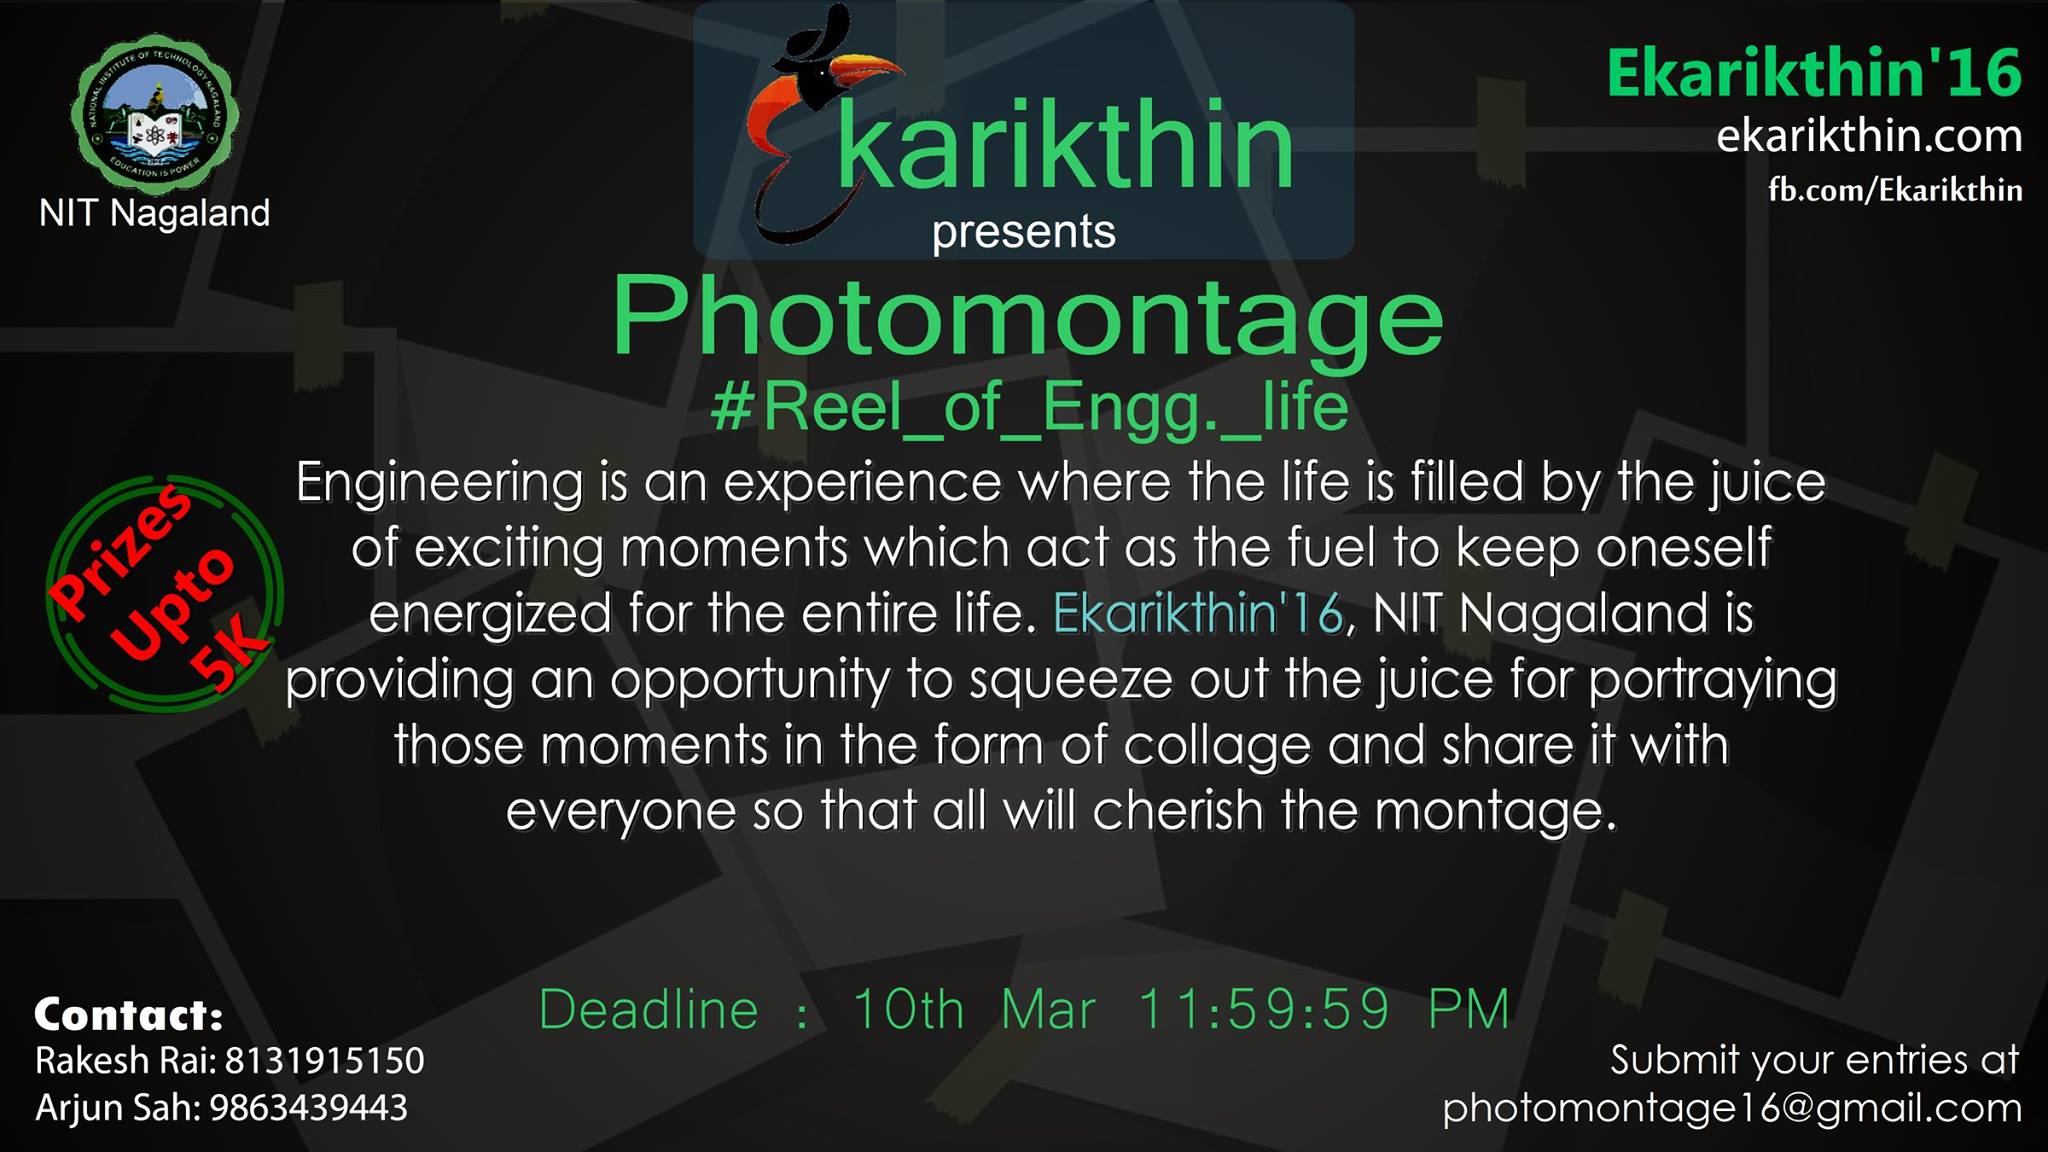 NATIONAL INSTITUTE OF TECHNOLOGY NAGALAND
EDUCATION IS POWER
NIT Nagaland
Ekarikthin
presents
Ekarikthin'16
ekarikthin.com
fb.com/Ekarikthin
Photomontage
#Reel_of_Engg._life
Prizes
Upto
5K
Engineering is an experience where the life is filled by the juice
of exciting moments which act as the fuel to keep oneself
energized for the entire life. Ekarikthin'16, NIT Nagaland is
providing an opportunity to squeeze out the juice for portraying
those moments in the form of collage and share it with
everyone so that all will cherish the montage.
Deadline : 10th Mar 11:59:59 PM
Contact:
Rakesh Rai: 8131915150
Arjun Sah: 9863439443
Submit your entries at
photomontage16@gmail.com